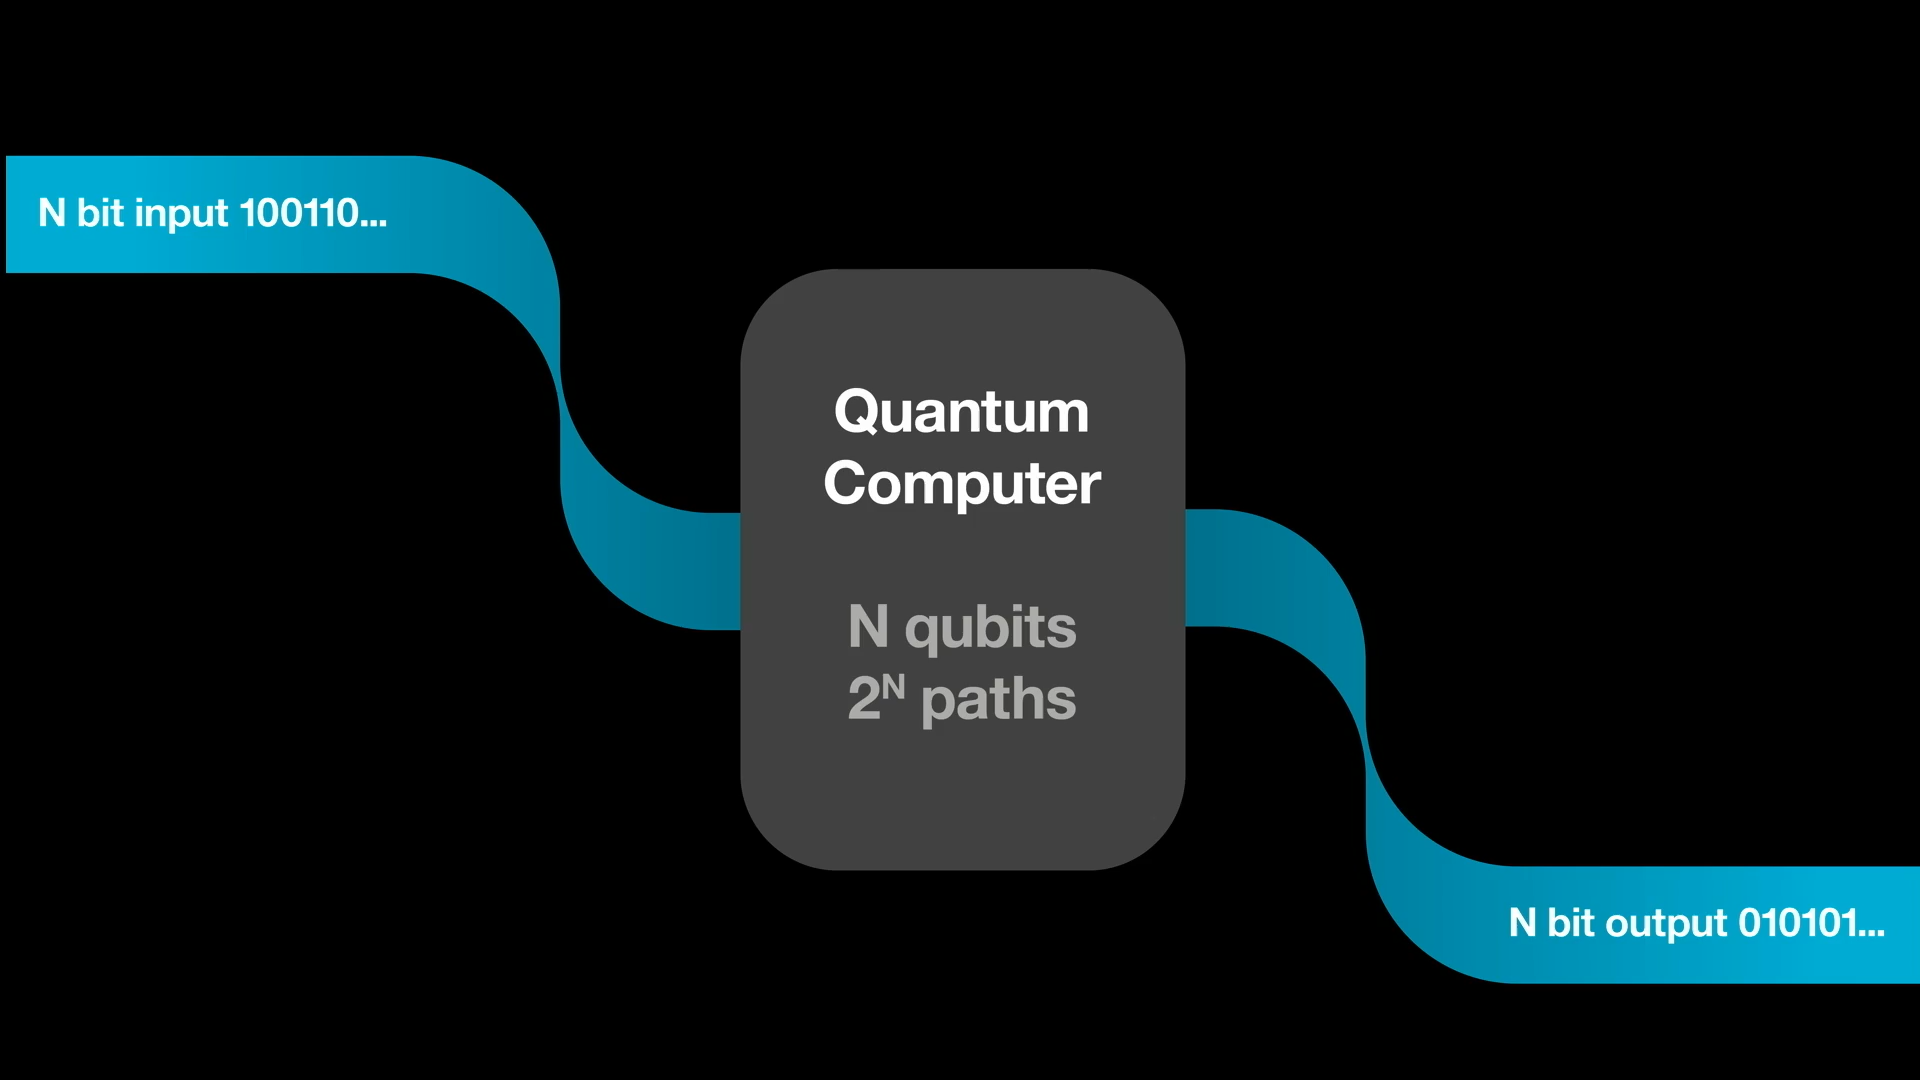 N bit input 100110...
Quantum
Computer
N qubits
2ᴺ paths
N bit output 010101...